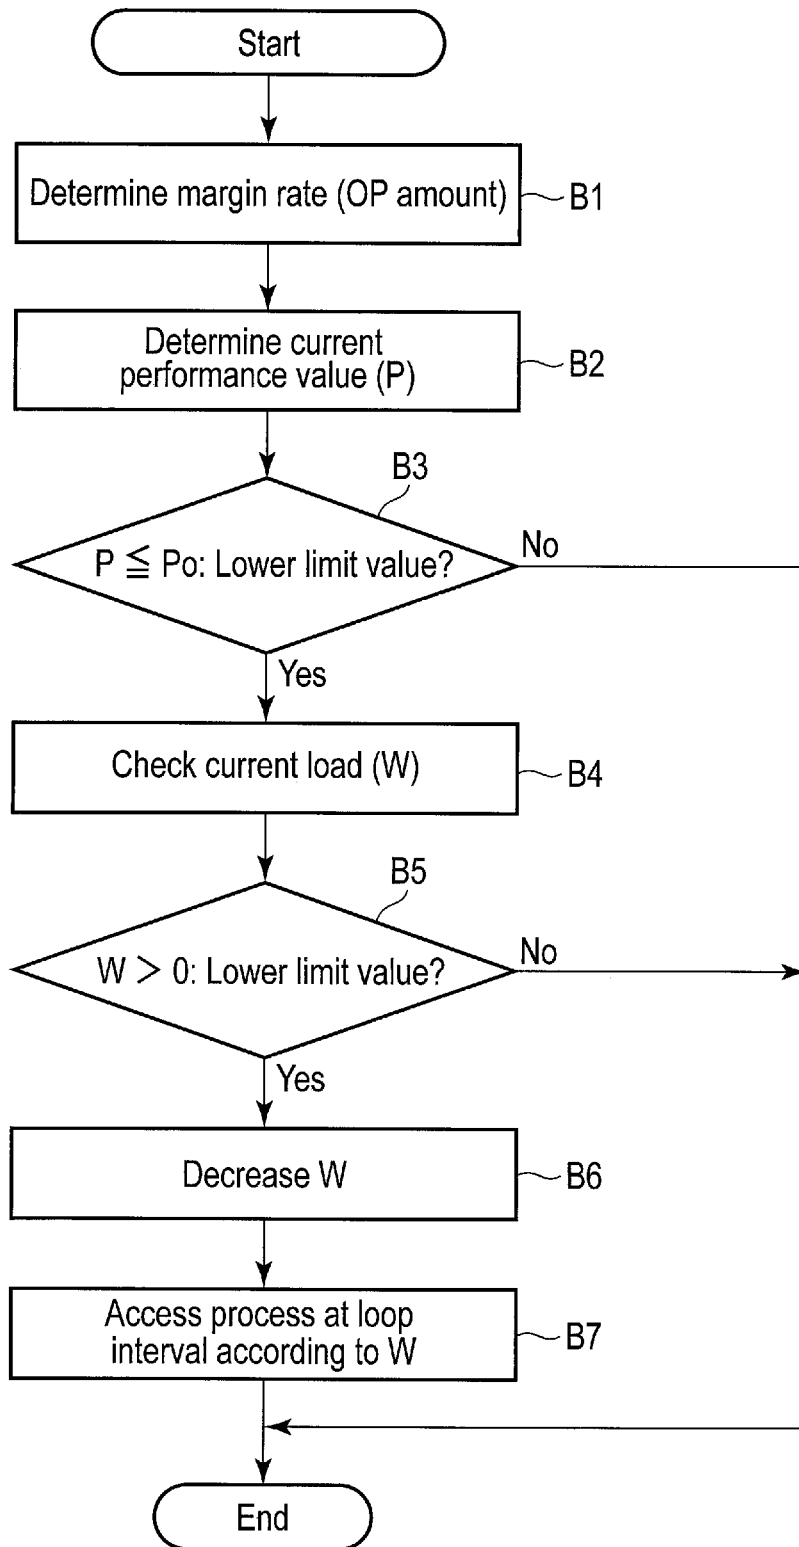 Start
Determine margin rate (OP amount)
B1
Determine current
performance value (P)
B2
B3
P ≦ Po: Lower limit value?
No
Yes
Check current load (W)
B4
B5
W > 0: Lower limit value?
No
Yes
Decrease W
B6
Access process at loop
interval according to W
B7
End